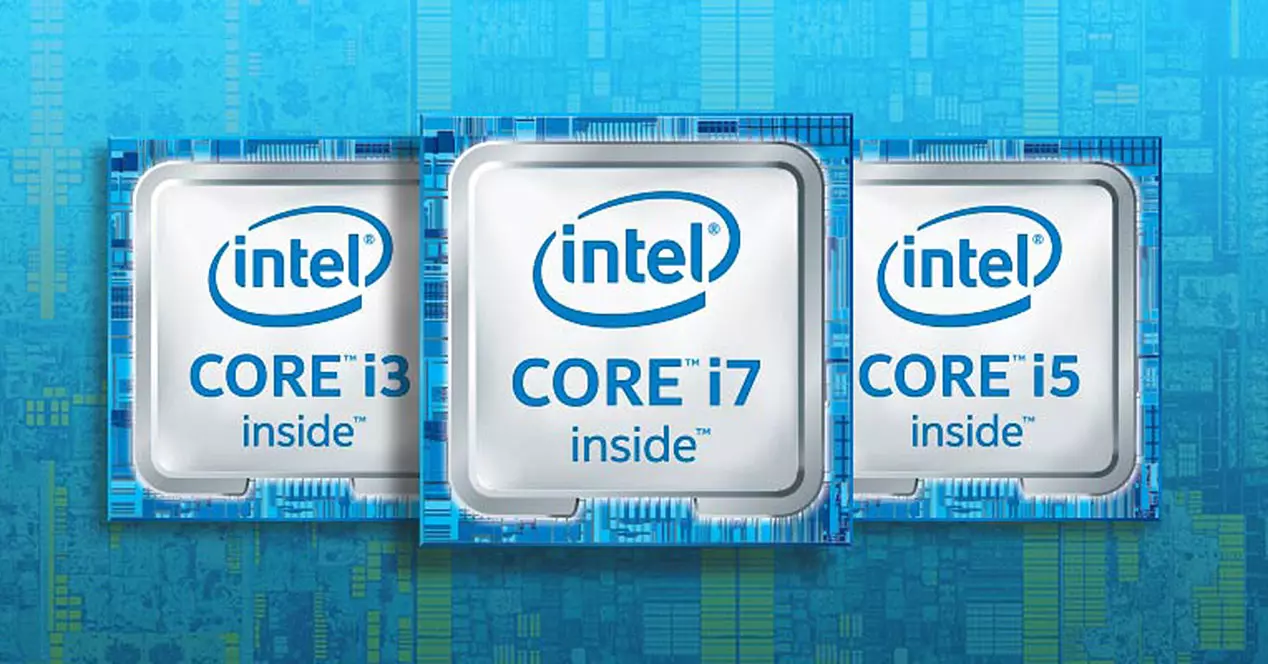 intel®
CORE™ i3
inside™
intel®
CORE™ i7
inside™
intel®
CORE™ i5
inside™